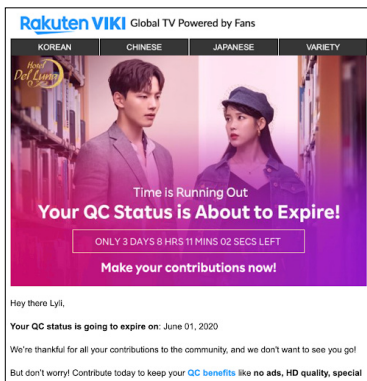 Rakuten VIKI Global TV Powered by Fans
KOREAN CHINESE JAPANESE VARIETY
Hotel
Del Luna
Time is Running Out
Your QC Status is About to Expire!
ONLY 3 DAYS 8 HRS 11 MINS 02 SECS LEFT
Make your contributions now!
Hey there Lyli,
Your QC status is going to expire on: June 01, 2020
We're thankful for all your contributions to the community, and we don't want to see you go!
But don't worry! Contribute today to keep your QC benefits like no ads, HD quality, special